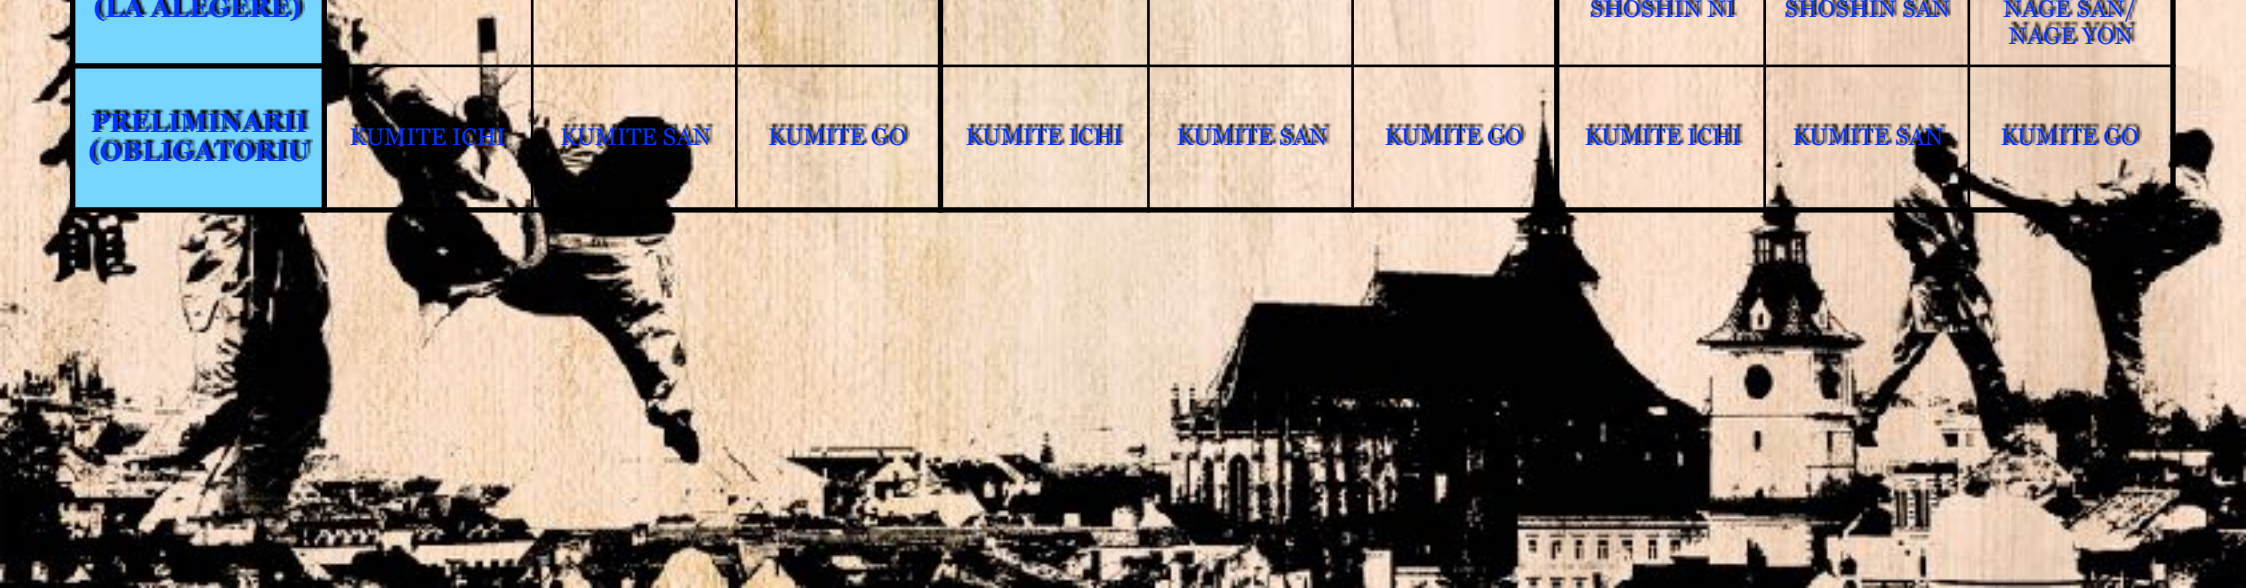 (LA ALEGERE)
SHOSHIN NI
SHOSHIN SAN
NAGE SAN/
NAGE YON
PRELIMINARII
(OBLIGATORIU
KUMITE ICHI
KUMITE SAN
KUMITE GO
KUMITE ICHI
KUMITE SAN
KUMITE GO
KUMITE ICHI
KUMITE SAN
KUMITE GO
館